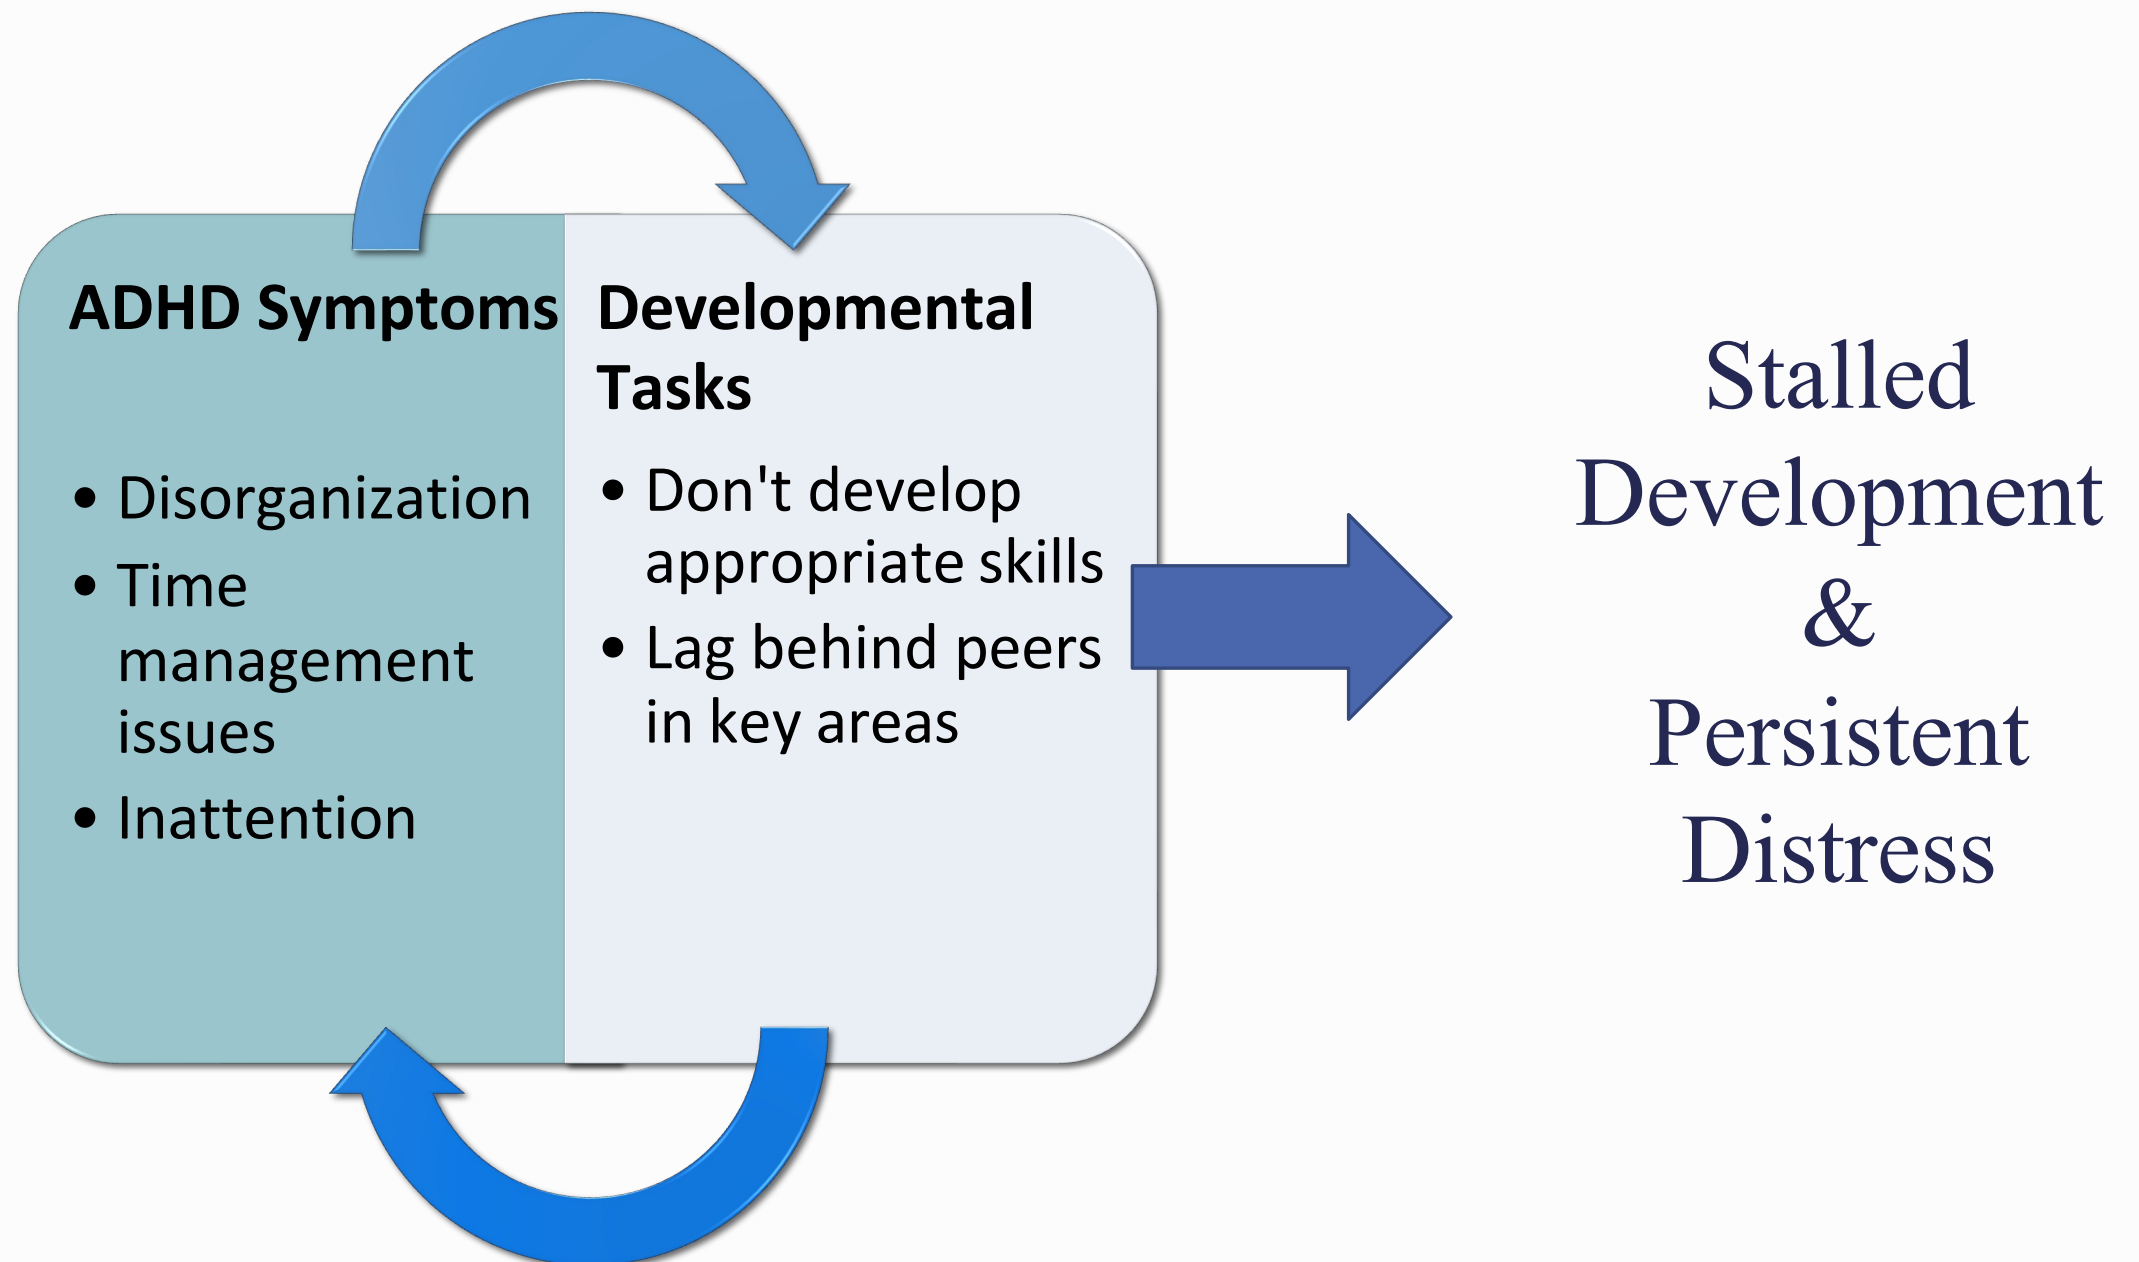 ADHD Symptoms
• Disorganization
• Time
management
issues
• Inattention
Developmental
Tasks
• Don't develop
appropriate skills
• Lag behind peers
in key areas
Stalled
Development
&
Persistent
Distress